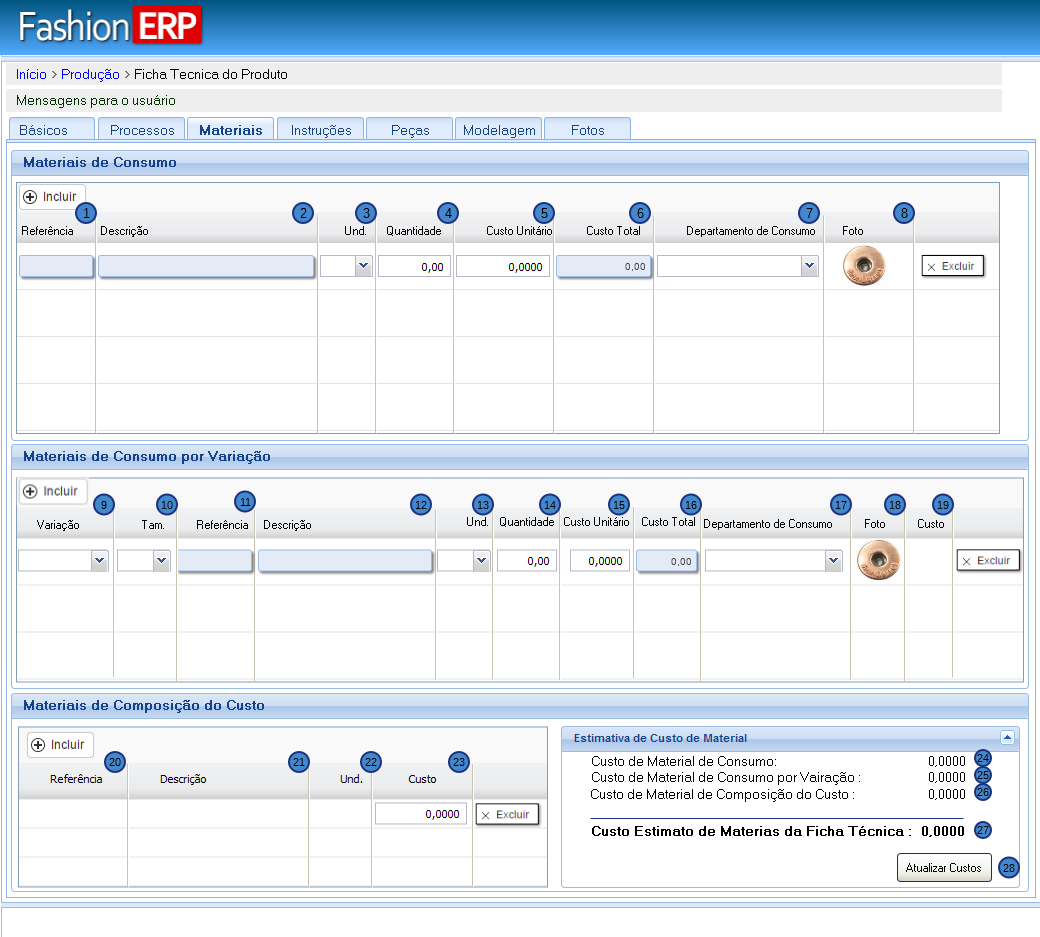 Fashion ERP
Início > Produção > Ficha Tecnica do Produto
Mensagens para o usuário
Básicos Processos Materiais Instruções Peças Modelagem Fotos
Materiais de Consumo
Incluir
1 2 3 4 5 6 7 8
Referência Descrição Und. Quantidade Custo Unitário Custo Total Departamento de Consumo Foto
0,00 0,0000 0,00 Excluir
Materiais de Consumo por Variação
Incluir
9 10 11 12 13 14 15 16 17 18 19
Variação Tam. Referência Descrição Und. Quantidade Custo Unitário Custo Total Departamento de Consumo Foto Custo
0,00 0,0000 0,00 Excluir
Materiais de Composição do Custo
Incluir
20 21 22 23
Referência Descrição Und. Custo
0,0000 Excluir
Estimativa de Custo de Material
Custo de Material de Consumo: 0,0000 24
Custo de Material de Consumo por Vairação : 0,0000 25
Custo de Material de Composição do Custo : 0,0000 26
Custo Estimato de Materias da Ficha Técnica : 0,0000 27
Atualizar Custos 28